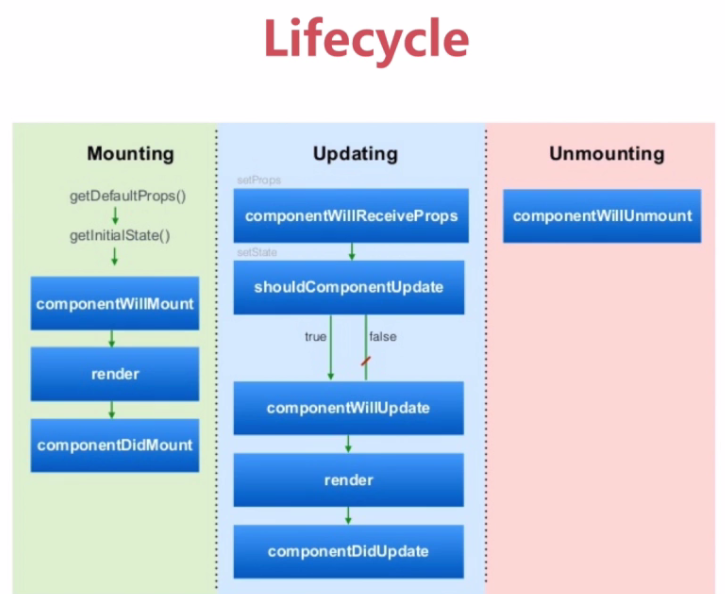 Lifecycle
Mounting
getDefaultProps()
getInitialState()
componentWillMount
render
componentDidMount
Updating
setProps
componentWillReceiveProps
setState
shouldComponentUpdate
true
false
componentWillUpdate
render
componentDidUpdate
Unmounting
componentWillUnmount